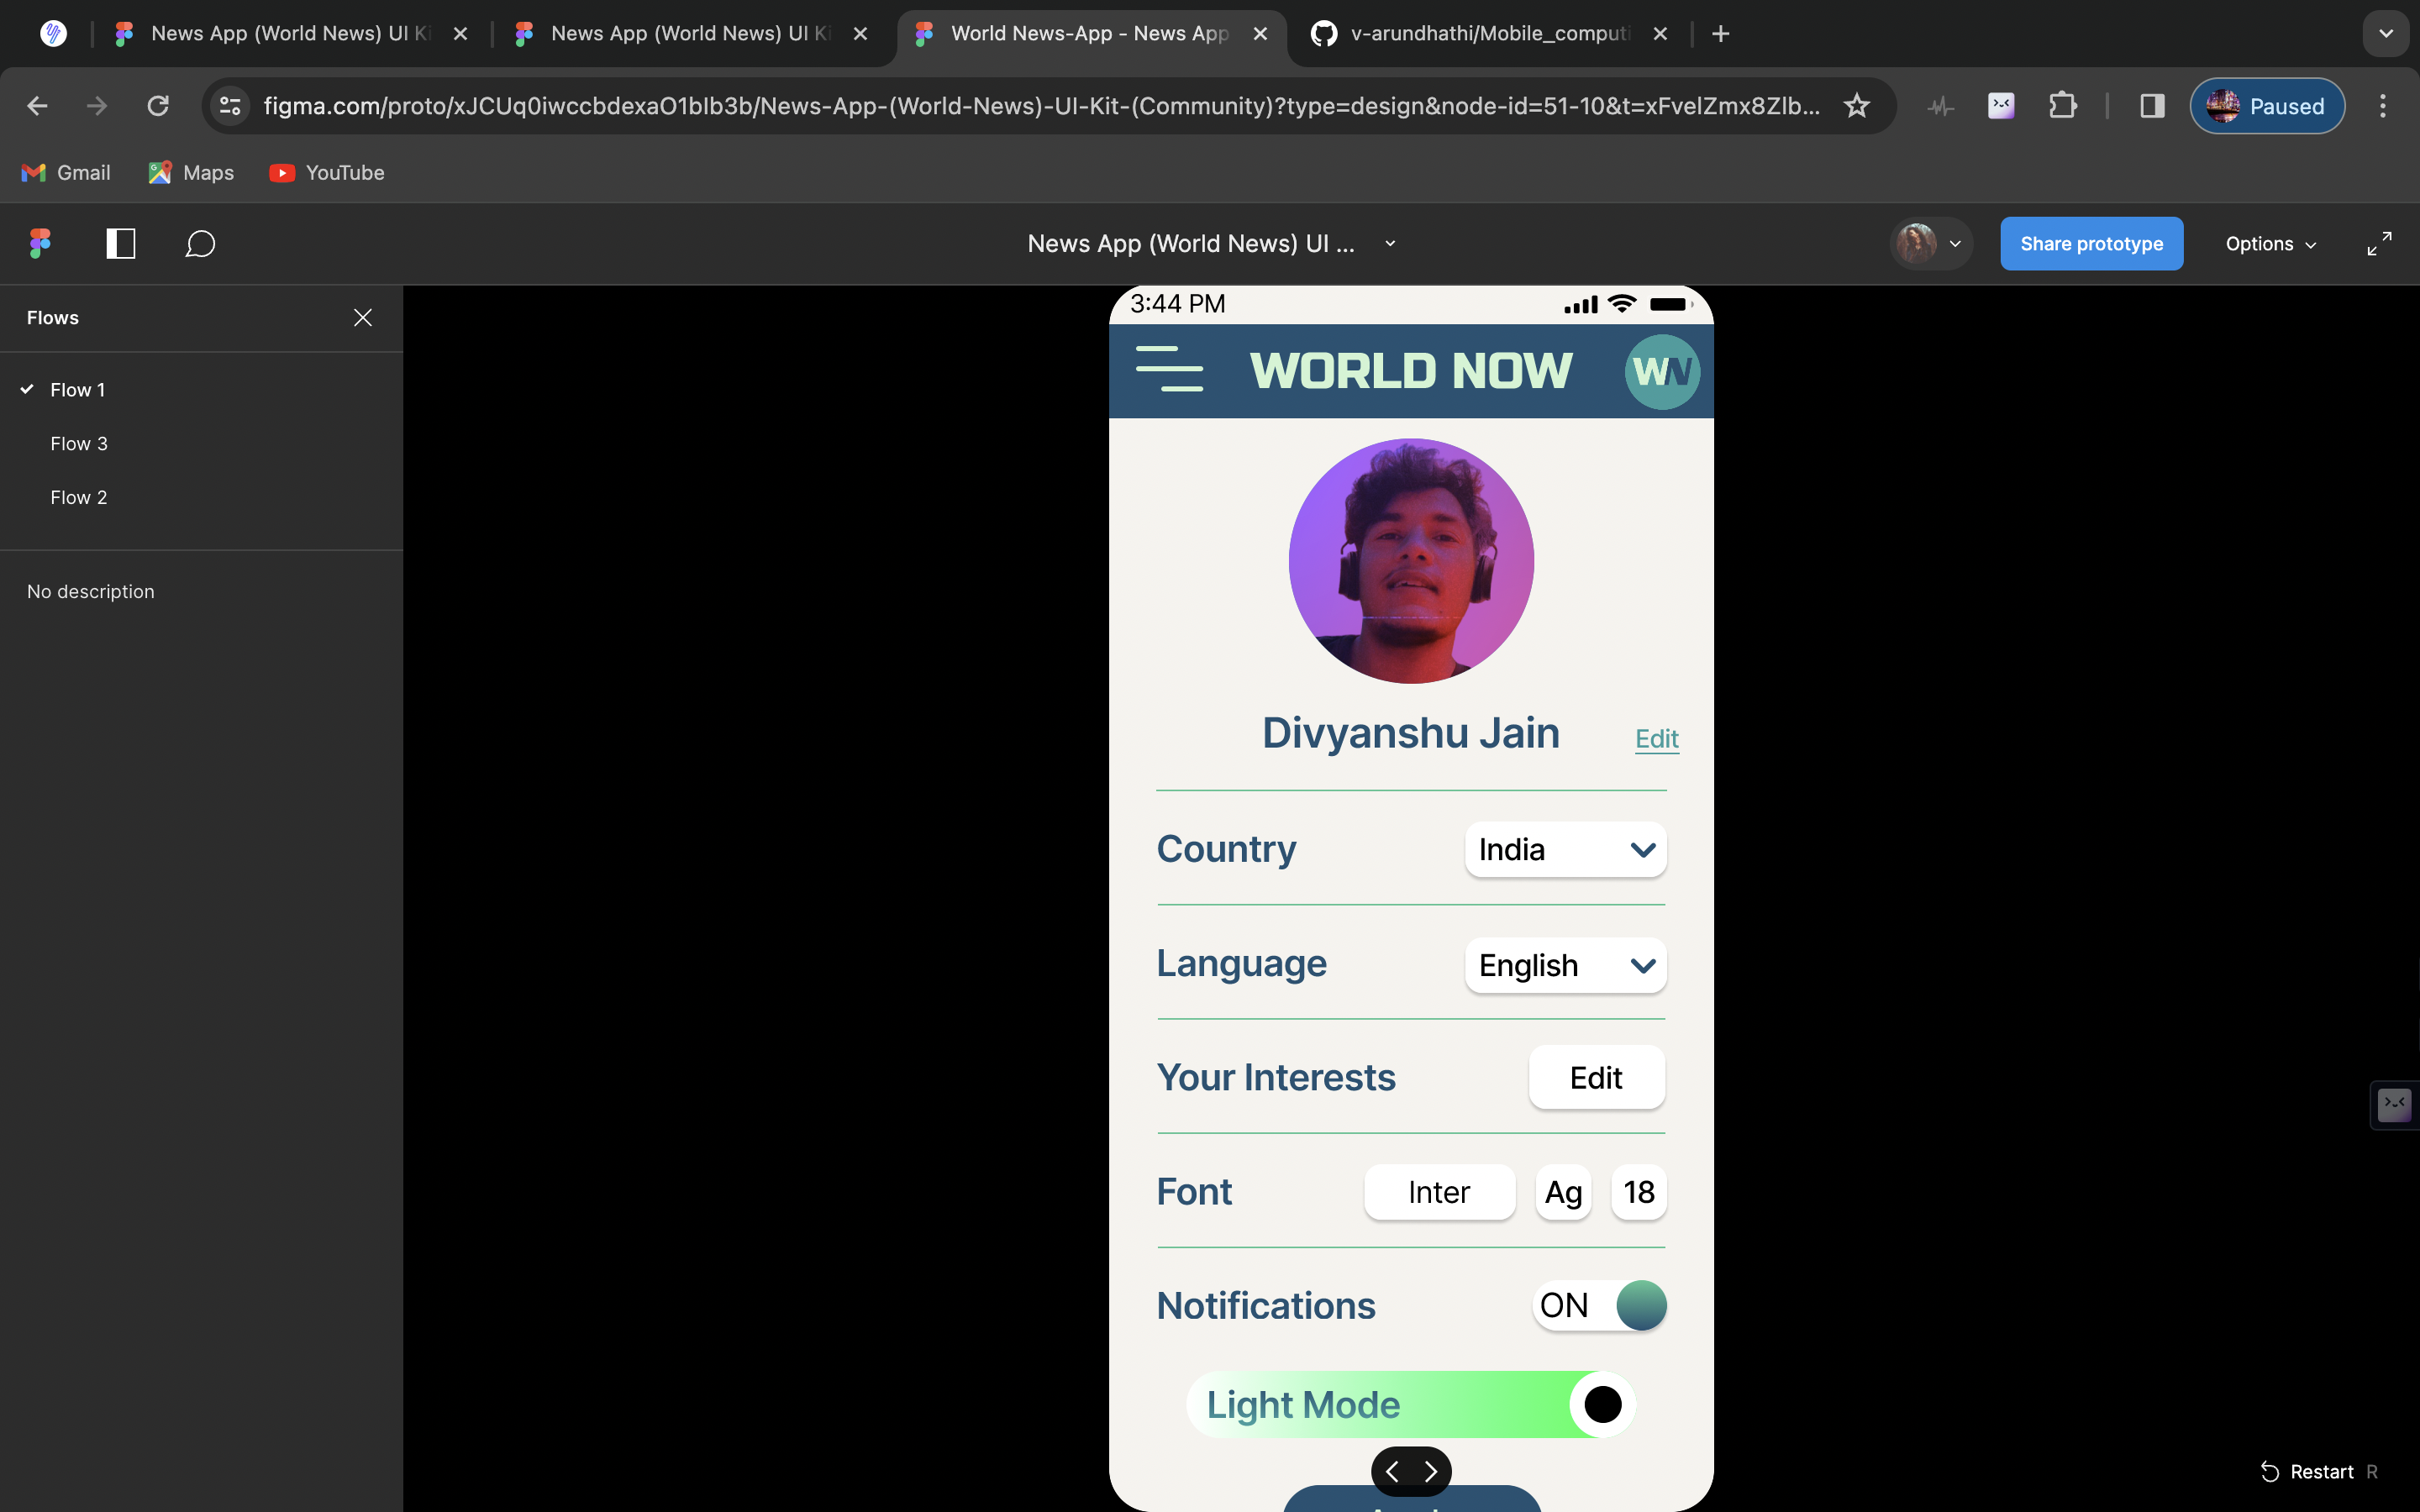 News App (World News) UI Ki
News App (World News) UI Ki
World News-App - News App
v-arundhathi/Mobile_computi
figma.com/proto/xJCUq0iwccbdexaO1bIb3b/News-App-(World-News)-UI-Kit-(Community)?type=design&node-id=51-10&t=xFvelZmx8Zlb...
Paused
Gmail
Maps
YouTube
News App (World News) UI ...
Share prototype
Options
Flows
Flow 1
Flow 3
Flow 2
No description
3:44 PM
WORLD NOW
WN
Divyanshu Jain
Edit
Country
India
Language
English
Your Interests
Edit
Font
Inter
Ag
18
Notifications
ON
Light Mode
Restart R